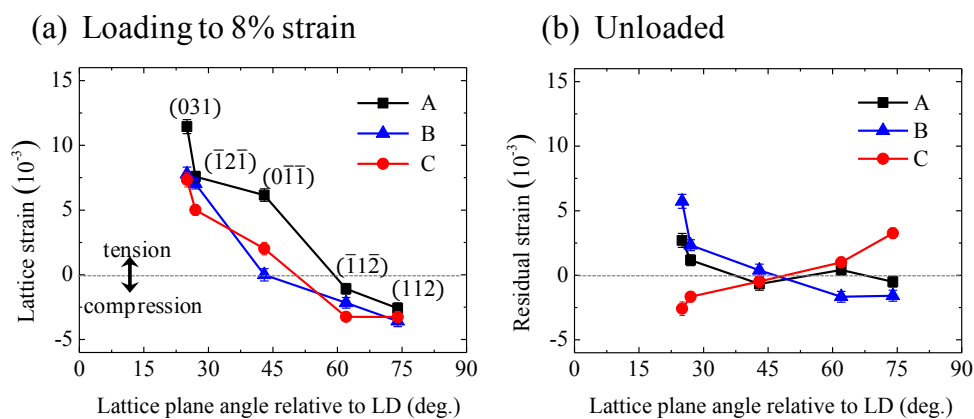 (a) Loading to 8% strain
15
10
5
0
-5
0 15 30 45 60 75 90
Lattice strain (10⁻³)
Lattice plane angle relative to LD (deg.)
A
B
C
(031)
(1̅21̅)
(01̅1̅)
(1̅12̅)
(112)
tension
compression
(b) Unloaded
15
10
5
0
-5
0 15 30 45 60 75 90
Residual strain (10⁻³)
Lattice plane angle relative to LD (deg.)
A
B
C